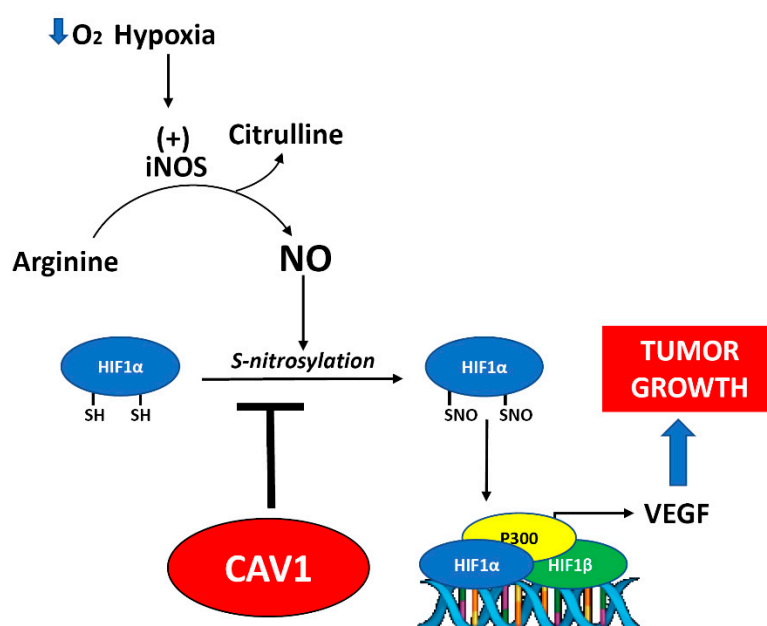 O2 Hypoxia
(+)
iNOS
Citrulline
Arginine
NO
HIF1α
SH SH
S-nitrosylation
HIF1α
SNO SNO
TUMOR
GROWTH
CAV1
P300
VEGF
HIF1α
HIF1β